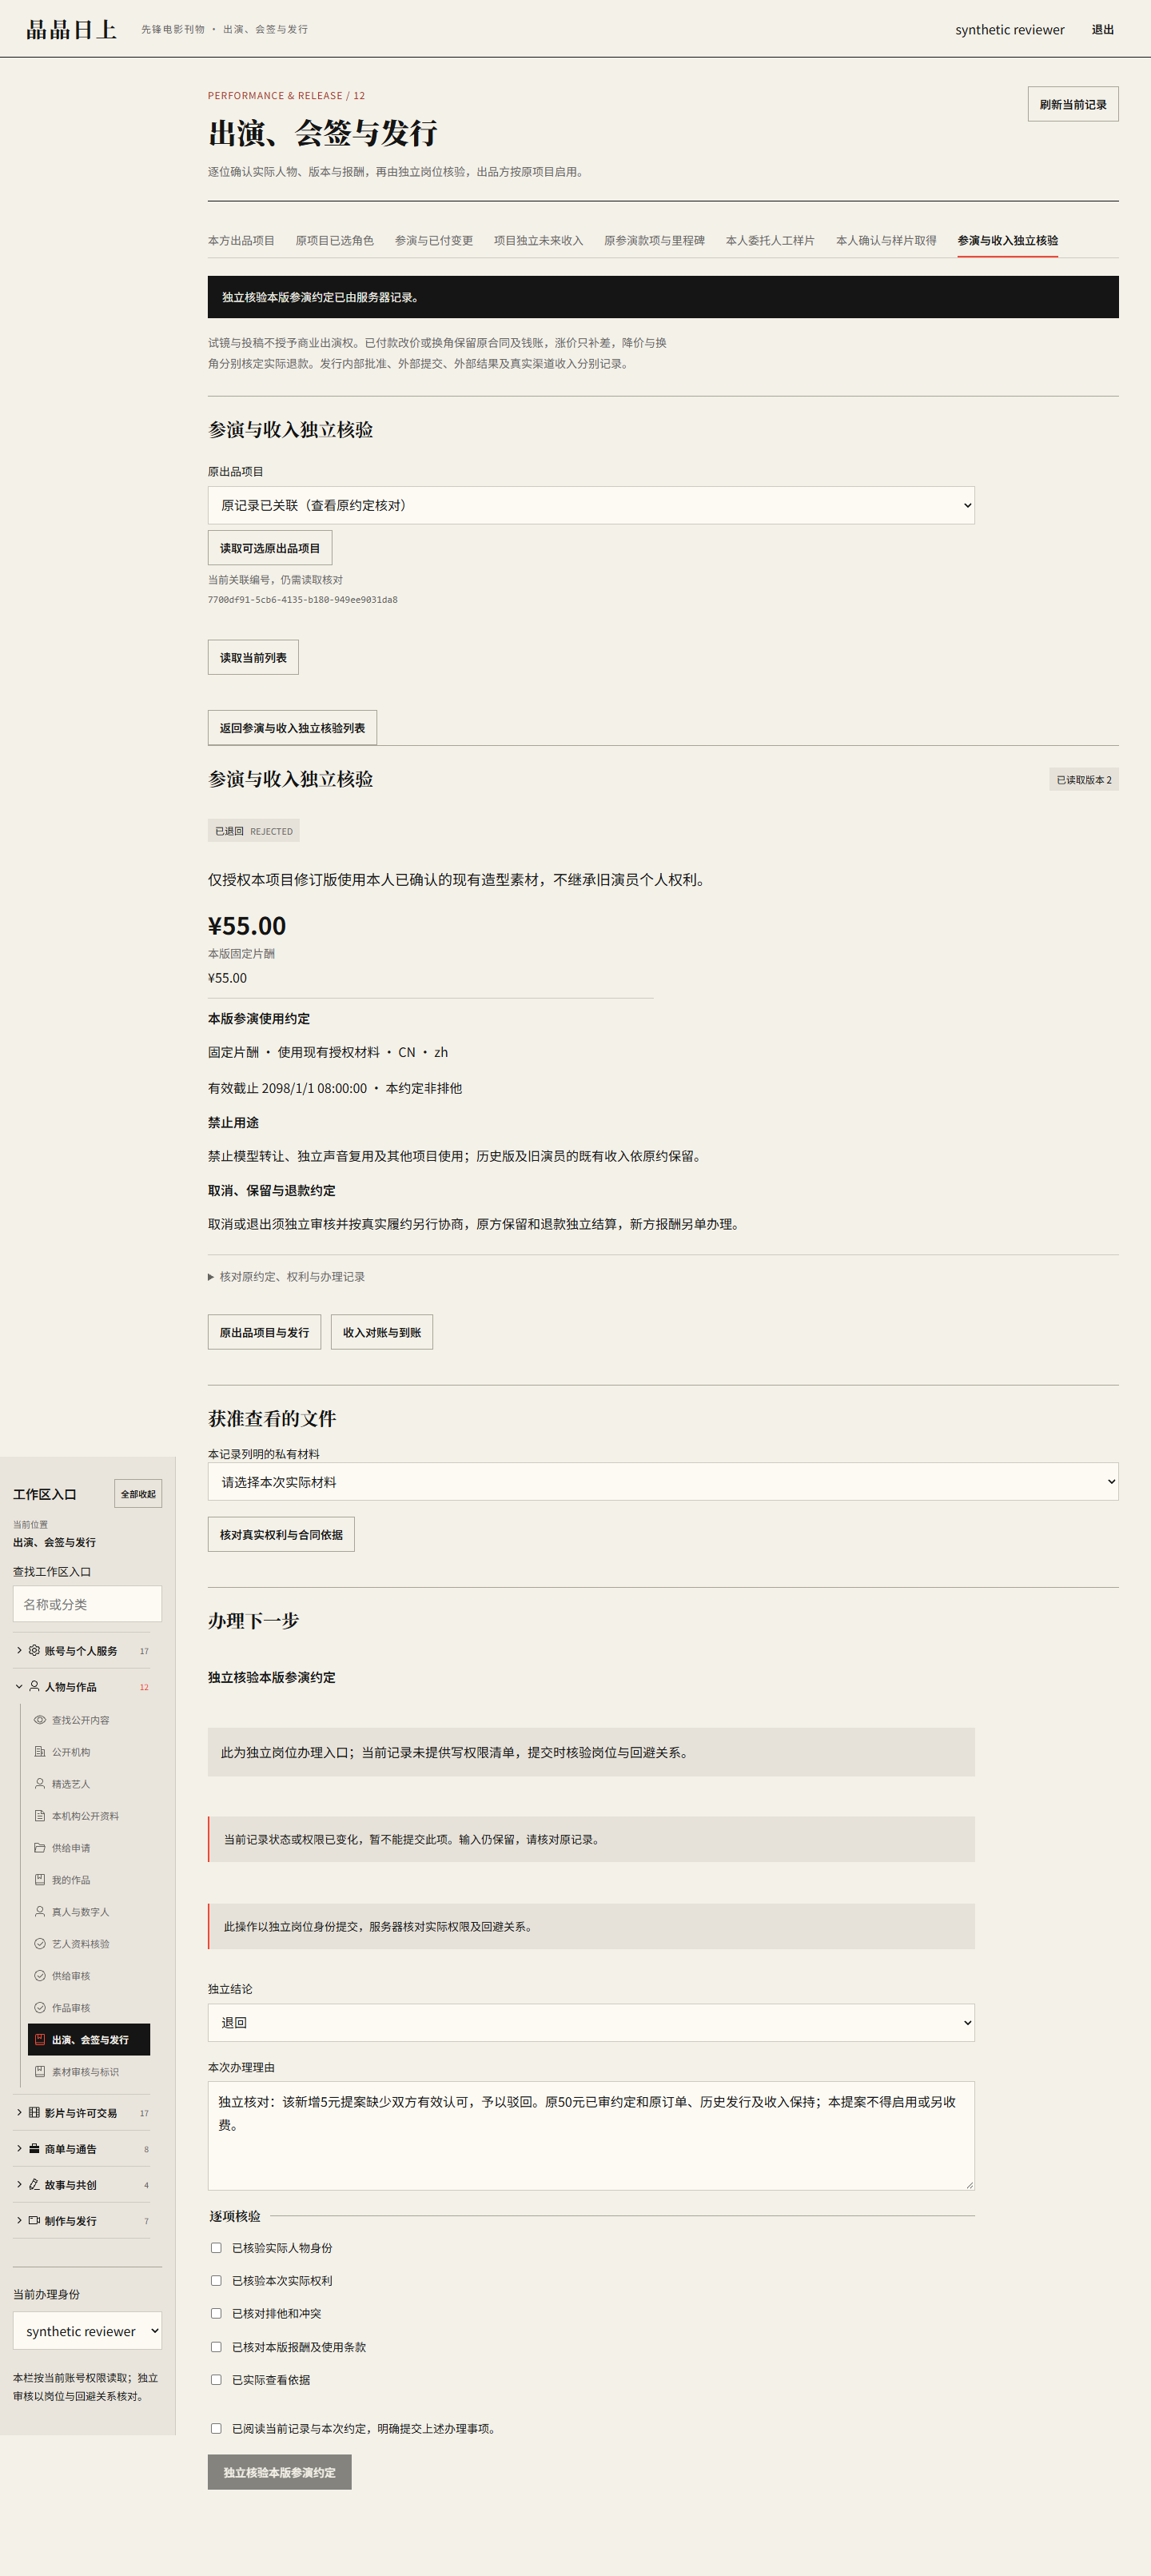 晶晶日上
先锋电影刊物 · 出演、会签与发行
synthetic reviewer
退出
PERFORMANCE & RELEASE / 12
刷新当前记录
出演、会签与发行
逐位确认实际人物、版本与报酬，再由独立岗位核验，出品方按原项目启用。
本方出品项目
原项目已选角色
参演与已付变更
项目独立未来收入
原参演款项与里程碑
本人委托人工样片
本人确认与样片取得
参演与收入独立核验
独立核验本版参演约定已由服务器记录。
试镜与投稿不授予商业出演权。已付款改价或换角保留原合同及钱账，涨价只补差，降价与换
角分别核定实际退款。发行内部批准、外部提交、外部结果及真实渠道收入分别记录。
参演与收入独立核验
原出品项目
原记录已关联（查看原约定核对）
读取可选原出品项目
当前关联编号，仍需读取核对
7700df91-5cb6-4135-b180-949ee9031da8
读取当前列表
返回参演与收入独立核验列表
参演与收入独立核验
已读取版本 2
已退回 REJECTED
仅授权本项目修订版使用本人已确认的现有造型素材，不继承旧演员个人权利。
¥55.00
本版固定片酬
¥55.00
本版参演使用约定
固定片酬 · 使用现有授权材料 · CN · zh
有效截止 2098/1/1 08:00:00 · 本约定非排他
禁止用途
禁止模型转让、独立声音复用及其他项目使用；历史版及旧演员的既有收入依原约保留。
取消、保留与退款约定
取消或退出须独立审核并按真实履约另行协商，原方保留和退款独立结算，新方报酬另单办理。
核对原约定、权利与办理记录
原出品项目与发行
收入对账与到账
获准查看的文件
本记录列明的私有材料
请选择本次实际材料
核对真实权利与合同依据
办理下一步
独立核验本版参演约定
此为独立岗位办理入口；当前记录未提供写权限清单，提交时核验岗位与回避关系。
当前记录状态或权限已变化，暂不能提交此项。输入仍保留，请核对原记录。
此操作以独立岗位身份提交，服务器核对实际权限及回避关系。
独立结论
退回
本次办理理由
独立核对：该新增5元提案缺少双方有效认可，予以驳回。原50元已审约定和原订单、历史发行及收入保持；本提案不得启用或另收
费。
逐项核验
已核验实际人物身份
已核验本次实际权利
已核对排他和冲突
已核对本版报酬及使用条款
已实际查看依据
已阅读当前记录与本次约定，明确提交上述办理事项。
独立核验本版参演约定
工作区入口
全部收起
当前位置
出演、会签与发行
查找工作区入口
名称或分类
账号与个人服务 17
人物与作品 12
查找公开内容
公开机构
精选艺人
本机构公开资料
供给申请
我的作品
真人与数字人
艺人资料核验
供给审核
作品审核
出演、会签与发行
素材审核与标识
影片与许可交易 17
商单与通告 8
故事与共创 4
制作与发行 7
当前办理身份
synthetic reviewer
本栏按当前账号权限读取；独立
审核以岗位与回避关系核对。